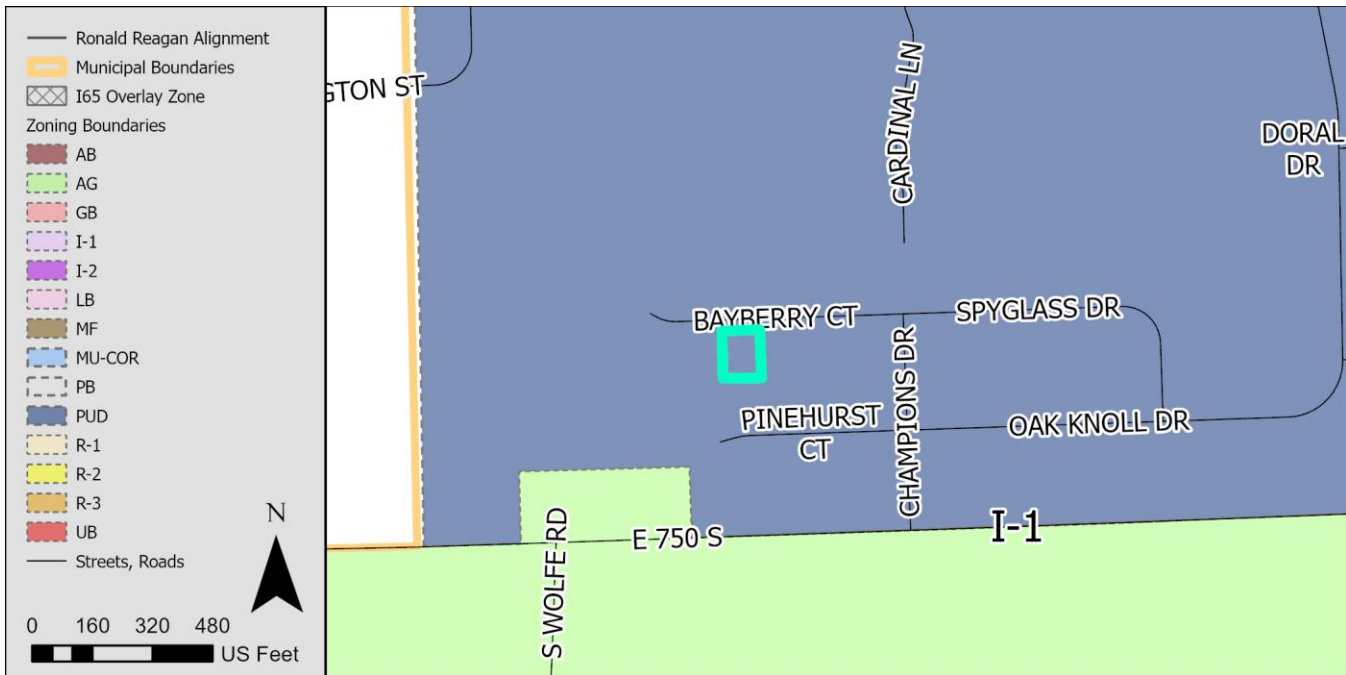 Ronald Reagan Alignment
Municipal Boundaries
I65 Overlay Zone
Zoning Boundaries
AB
AG
GB
I-1
I-2
LB
MF
MU-COR
PB
PUD
R-1
R-2
R-3
UB
Streets, Roads
N
0 160 320 480
US Feet
GTON ST
CARDINAL LN
DORAL
DR
BAYBERRY CT
SPYGLASS DR
CHAMPIONS DR
PINEHURST
CT
OAK KNOLL DR
I-1
E 750 S
S WOLFE RD